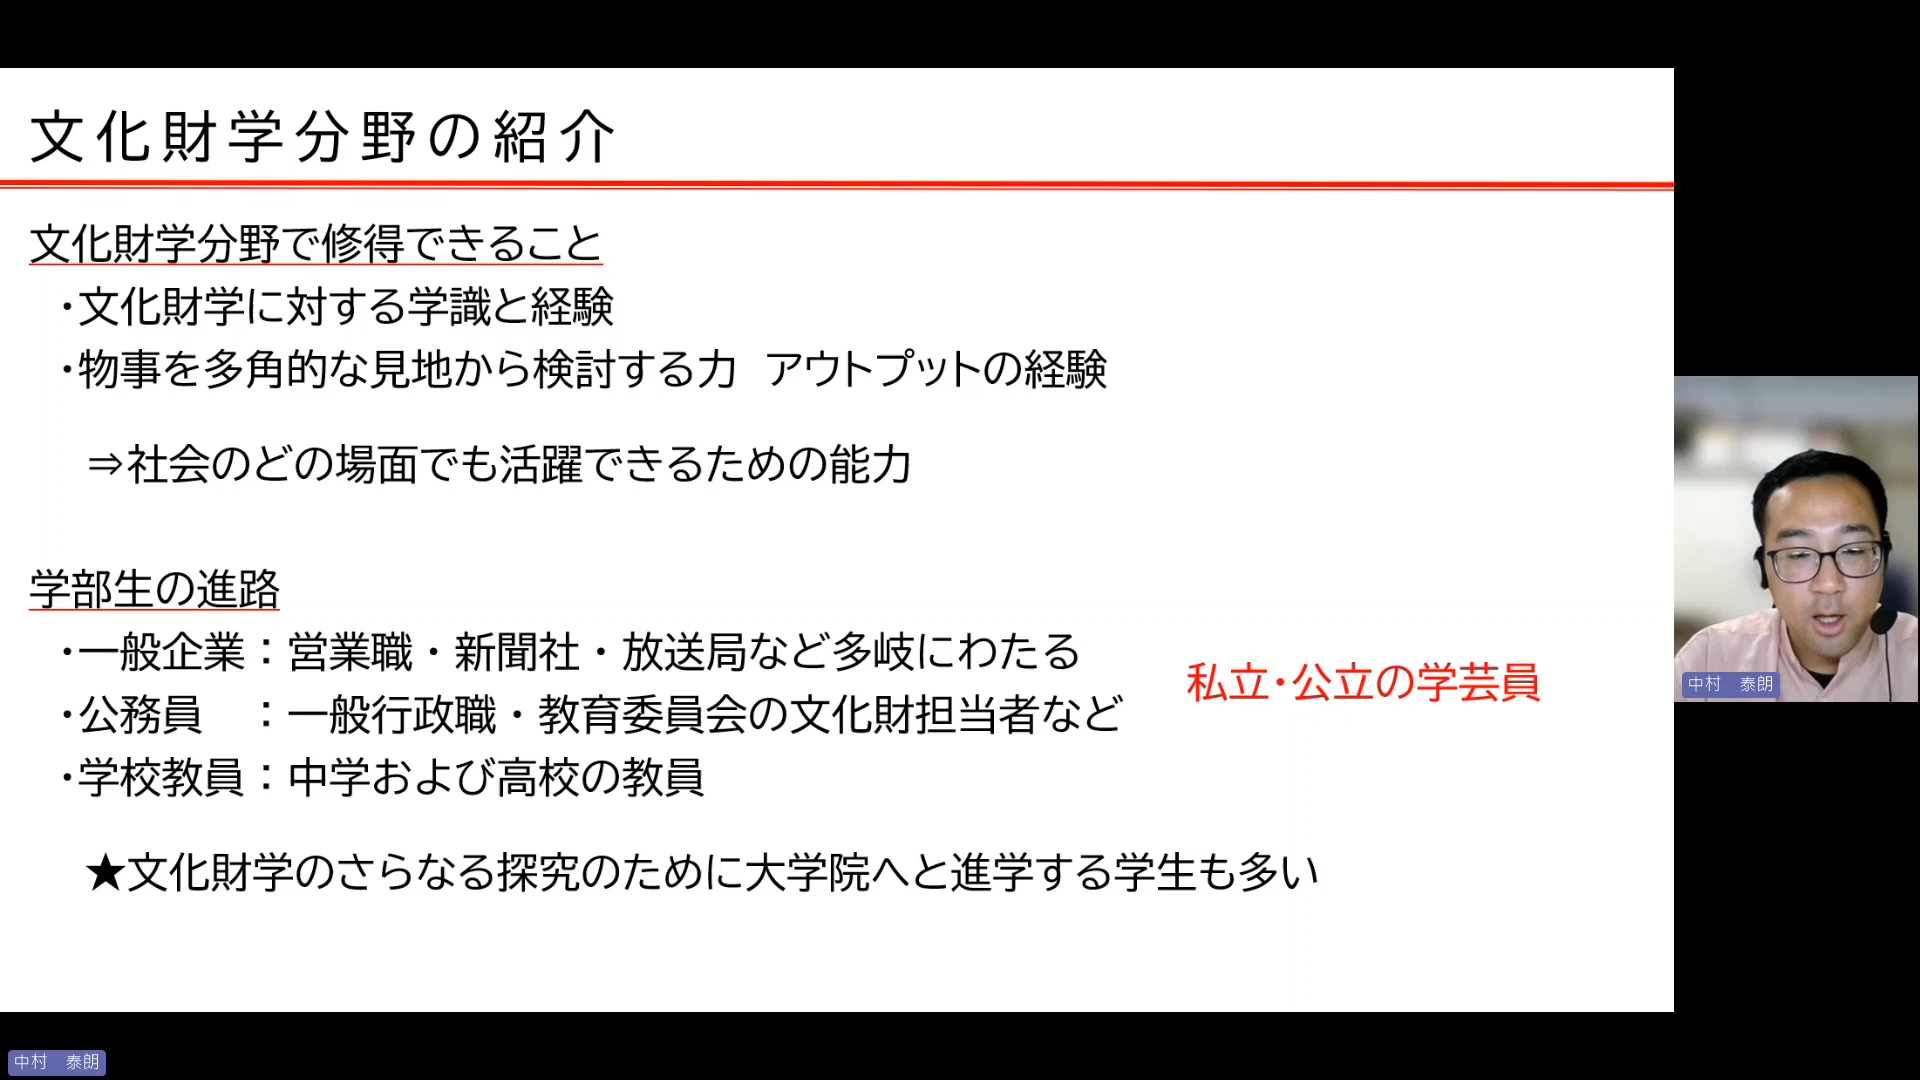 文化財学分野の紹介
文化財学分野で修得できること
・文化財学に対する学識と経験
・物事を多角的な見地から検討する力　アウトプットの経験
⇒社会のどの場面でも活躍できるための能力
学部生の進路
・一般企業：営業職・新聞社・放送局など多岐にわたる
私立・公立の学芸員
・公務員　：一般行政職・教育委員会の文化財担当者など
・学校教員：中学および高校の教員
★文化財学のさらなる探究のために大学院へと進学する学生も多い
中村　泰朗
中村　泰朗